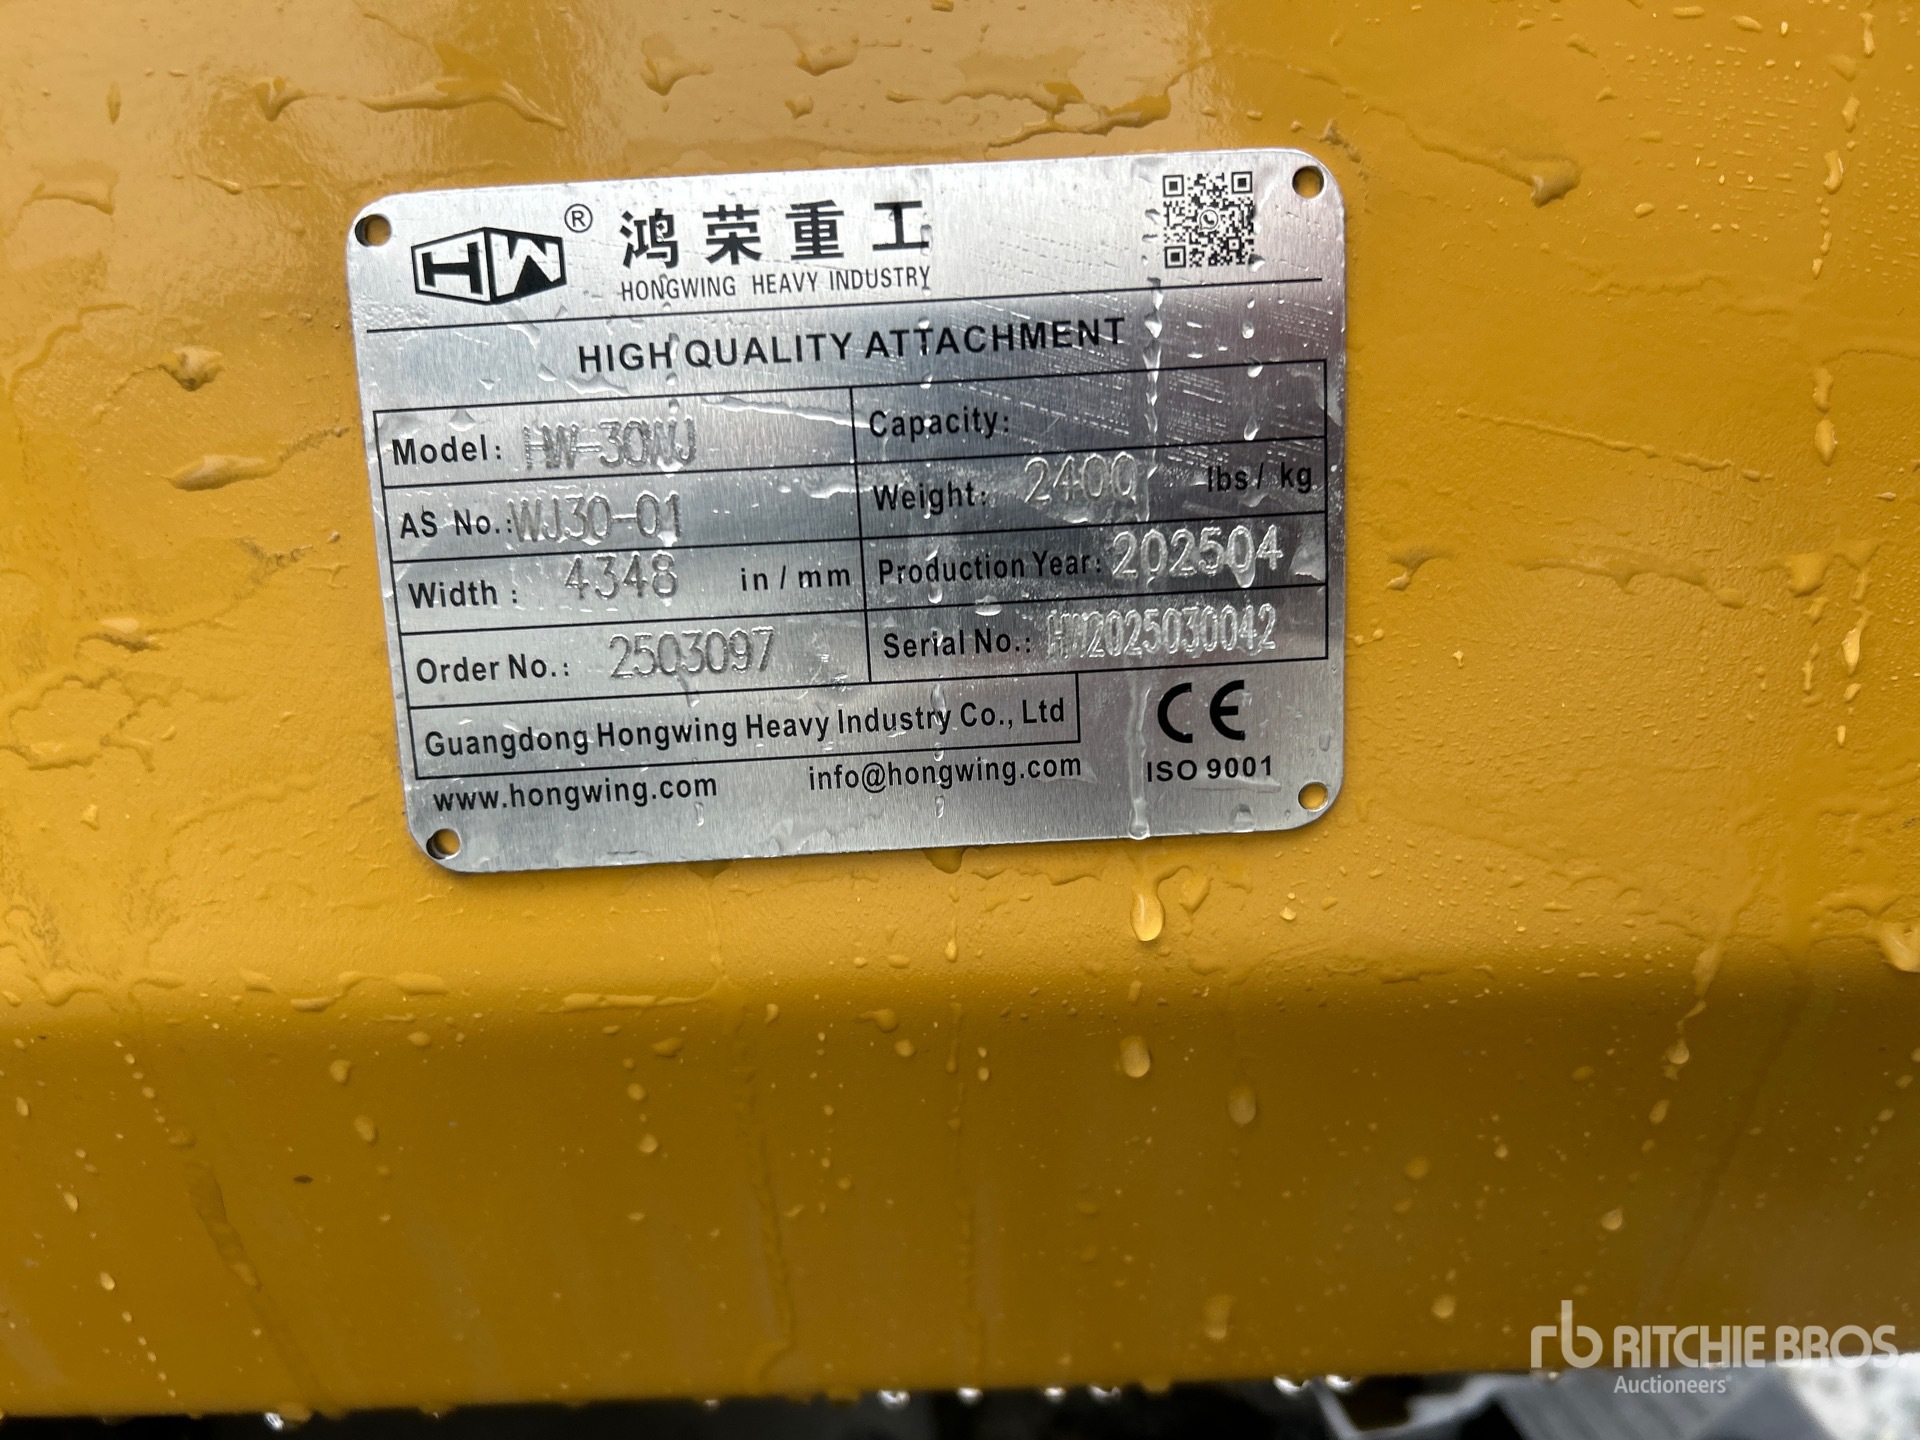 HW® 鸿荣重工
HONGWING HEAVY INDUSTRY
HIGH QUALITY ATTACHMENT
Model: HW-30WJ
Capacity:
AS No.: WJ30-01
Weight: 2400 lbs / kg
Width : 4348 in / mm
Production Year: 202504
Order No.: 2503097
Serial No.: HW2025030042
Guangdong Hongwing Heavy Industry Co., Ltd
CE
www.hongwing.com info@hongwing.com ISO 9001
rb RITCHIE BROS.
Auctioneers